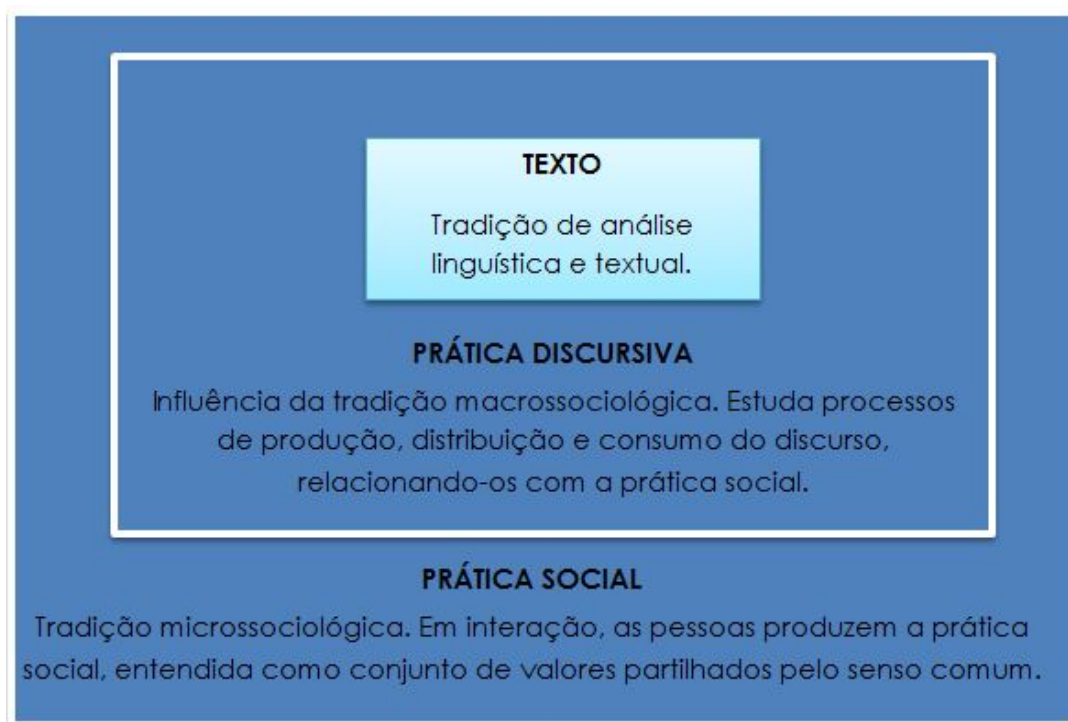 TEXTO
Tradição de análise
linguística e textual.
PRÁTICA DISCURSIVA
Influência da tradição macrossociológica. Estuda processos
de produção, distribuição e consumo do discurso,
relacionando-os com a prática social.
PRÁTICA SOCIAL
Tradição microssociológica. Em interação, as pessoas produzem a prática
social, entendida como conjunto de valores partilhados pelo senso comum.